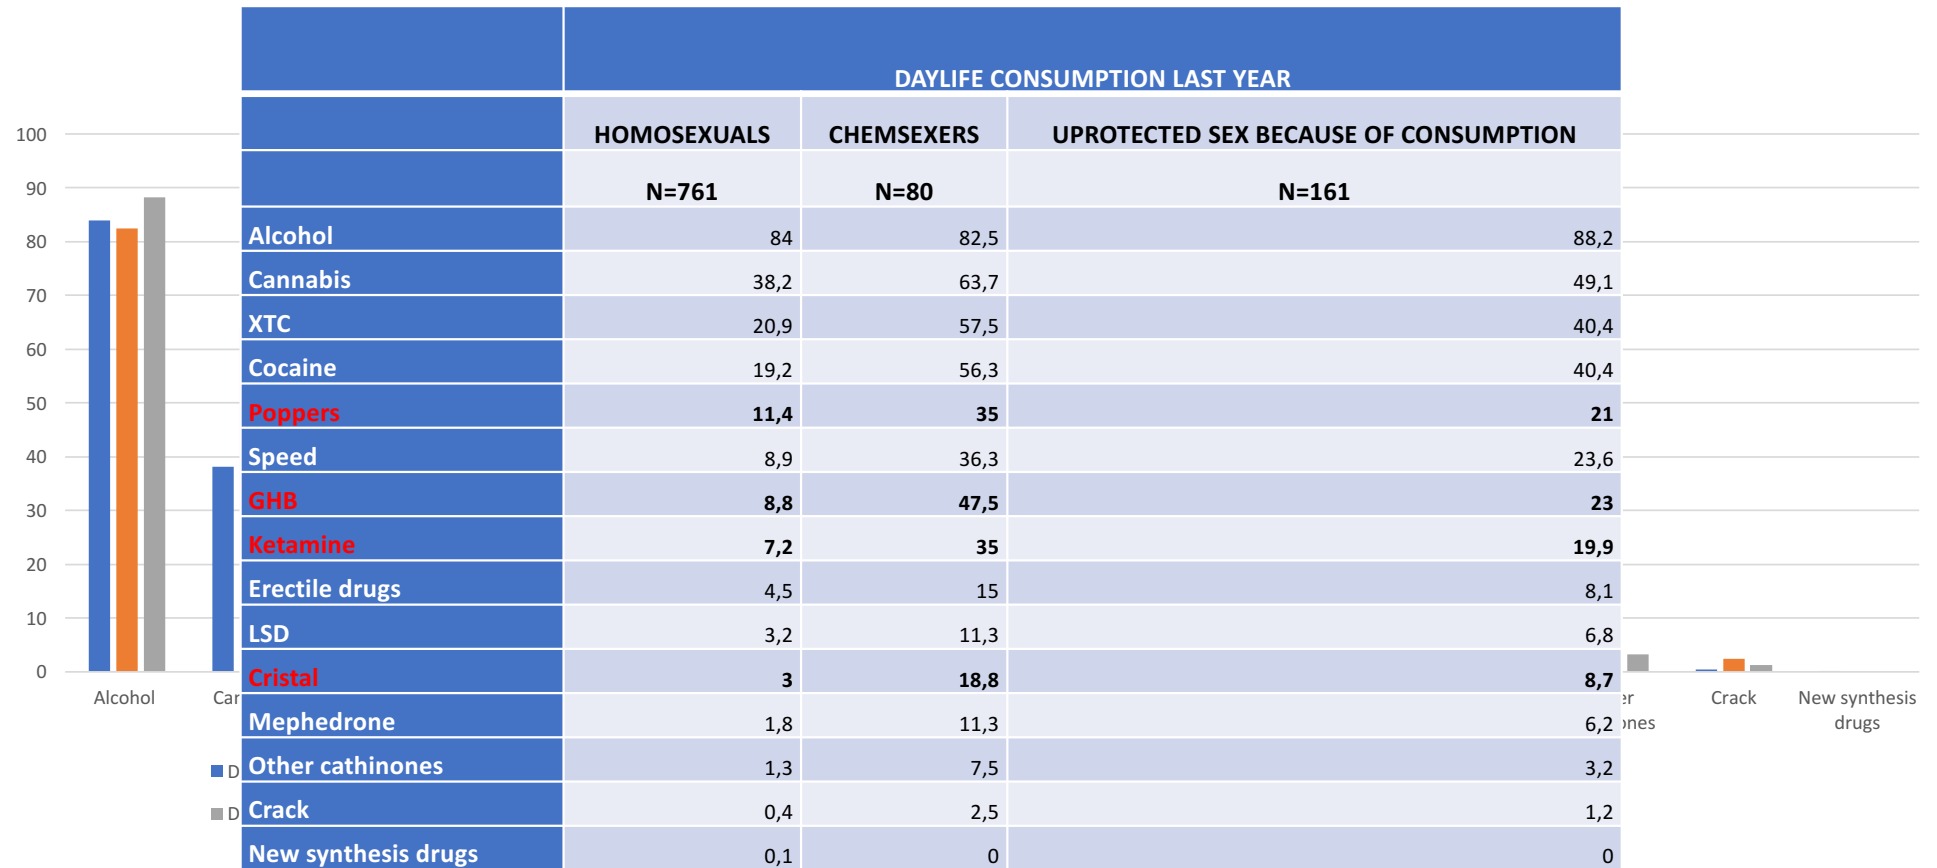 DAYLIFE CONSUMPTION LAST YEAR
HOMOSEXUALS CHEMSEXERS UPROTECTED SEX BECAUSE OF CONSUMPTION
N=761 N=80 N=161
Alcohol 84 82,5 88,2
Cannabis 38,2 63,7 49,1
XTC 20,9 57,5 40,4
Cocaine 19,2 56,3 40,4
Poppers 11,4 35 21
Speed 8,9 36,3 23,6
GHB 8,8 47,5 23
Ketamine 7,2 35 19,9
Erectile drugs 4,5 15 8,1
LSD 3,2 11,3 6,8
Cristal 3 18,8 8,7
Mephedrone 1,8 11,3 6,2
Other cathinones 1,3 7,5 3,2
Crack 0,4 2,5 1,2
New synthesis drugs 0,1 0 0
100
90
80
70
60
50
40
30
20
10
0
Alcohol
Crack
New synthesis
drugs